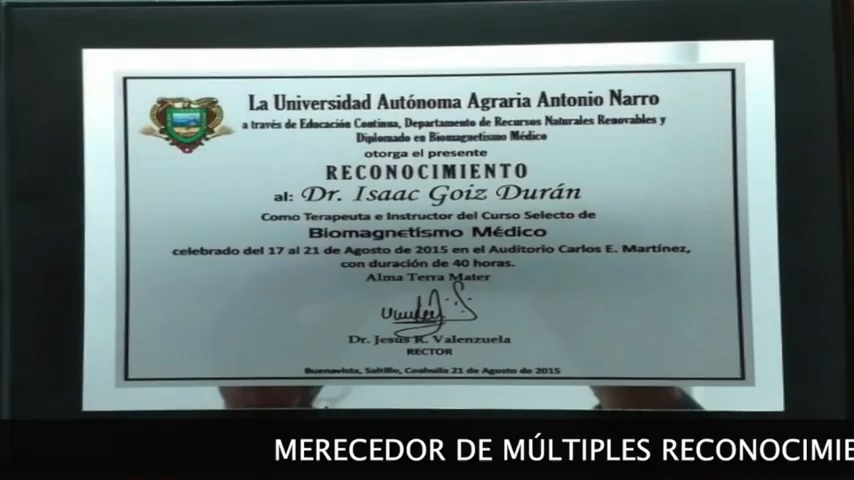 La Universidad Autónoma Agraria Antonio Narro
a través de Educación Continua, Departamento de Recursos Naturales Renovables y
Diplomado en Biomagnetismo Médico
otorga el presente
RECONOCIMIENTO
al: Dr. Isaac Goiz Durán
Como Terapeuta e Instructor del Curso Selecto de
Biomagnetismo Médico
celebrado del 17 al 21 de Agosto de 2015 en el Auditorio Carlos E. Martínez,
con duración de 40 horas.
Alma Terra Mater
Dr. Jesús R. Valenzuela
RECTOR
Buenavista, Saltillo, Coahuila 21 de Agosto de 2015
MERECEDOR DE MÚLTIPLES RECONOCIMIE